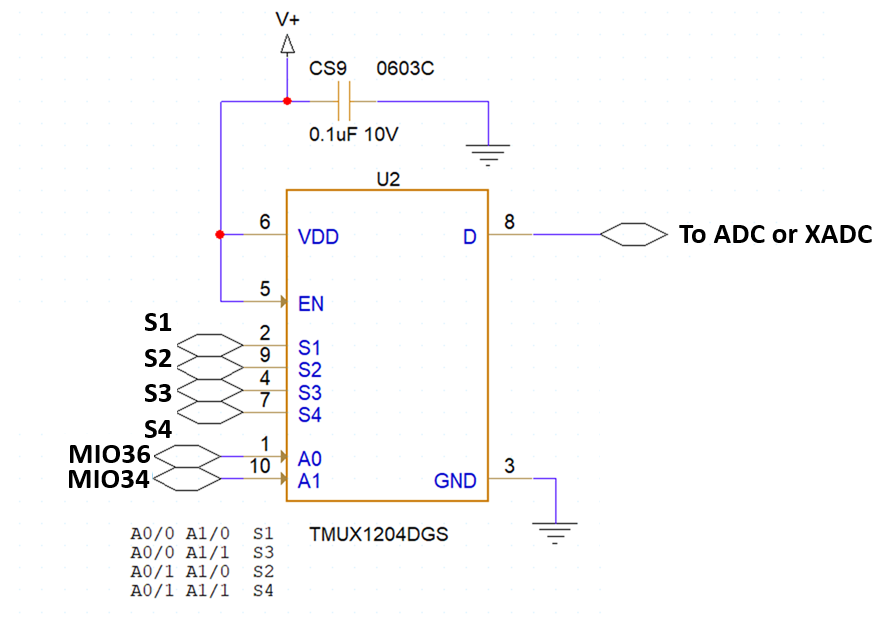 V+
CS9 0603C
0.1uF 10V
U2
6 VDD
D 8
To ADC or XADC
5 EN
S1
2 S1
S2
9 S2
4 S3
S3
7 S4
S4
MIO36 1 A0
MIO34 10 A1
GND 3
A0/0 A1/0 S1
TMUX1204DGS
A0/0 A1/1 S3
A0/1 A1/0 S2
A0/1 A1/1 S4